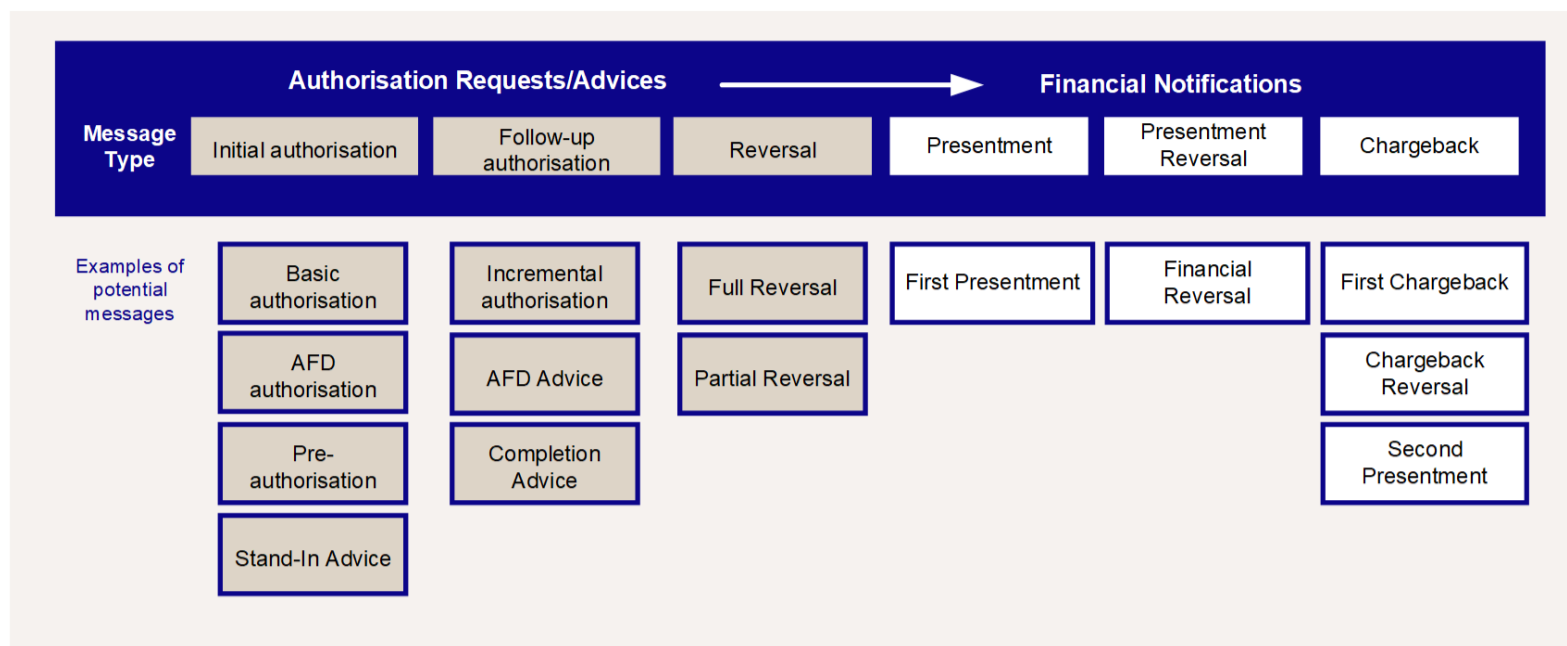 Authorisation Requests/Advices
Financial Notifications
Message
Type
Initial authorisation
Follow-up
authorisation
Reversal
Presentment
Presentment
Reversal
Chargeback
Examples of
potential
messages
Basic
authorisation
Incremental
authorisation
Full Reversal
First Presentment
Financial
Reversal
First Chargeback
AFD
authorisation
AFD Advice
Partial Reversal
Chargeback
Reversal
Pre-
authorisation
Completion
Advice
Second
Presentment
Stand-In Advice